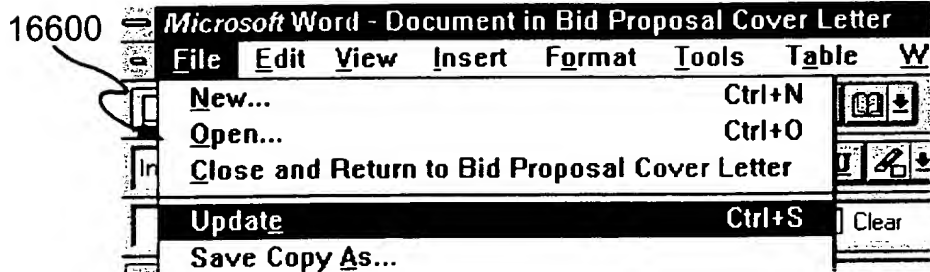 16600
Microsoft Word - Document in Bid Proposal Cover Letter
File Edit View Insert Format Tools Table W
New... Ctrl+N
Open... Ctrl+O
Close and Return to Bid Proposal Cover Letter
In
Update Ctrl+S
Clear
Save Copy As...